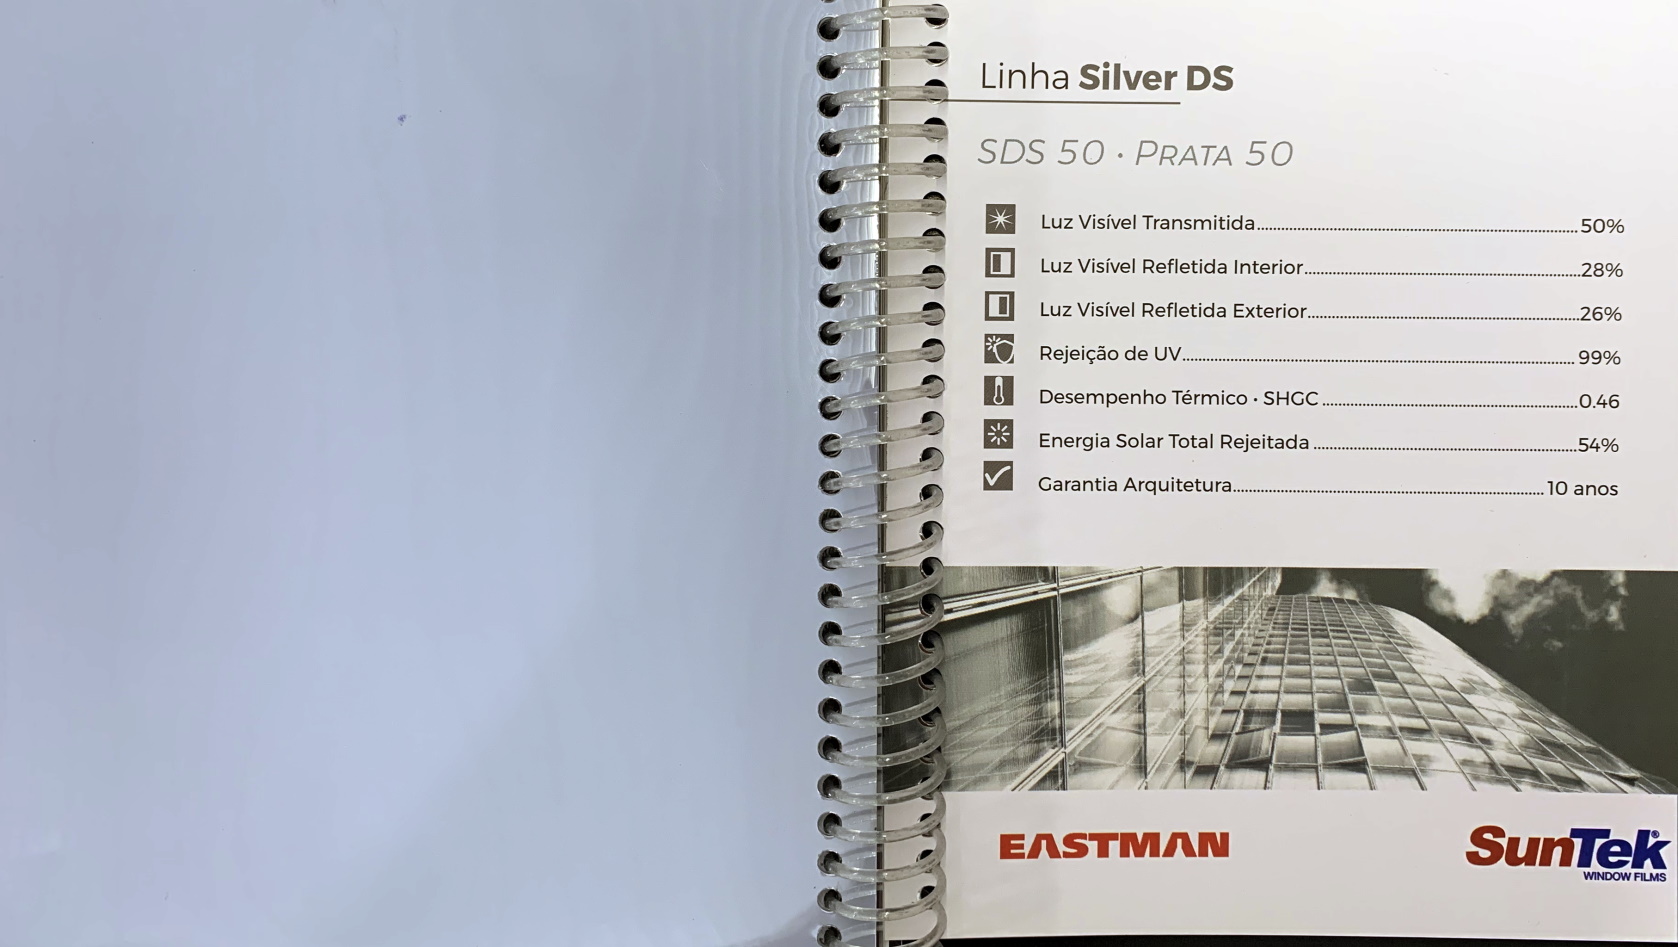 Linha Silver DS
SDS 50 • PRATA 50
Luz Visível Transmitida 50%
Luz Visível Refletida Interior 28%
Luz Visível Refletida Exterior 26%
Rejeição de UV 99%
Desempenho Térmico • SHGC 0.46
Energia Solar Total Rejeitada 54%
Garantia Arquitetura 10 anos
EASTMAN
SunTek®
WINDOW FILMS